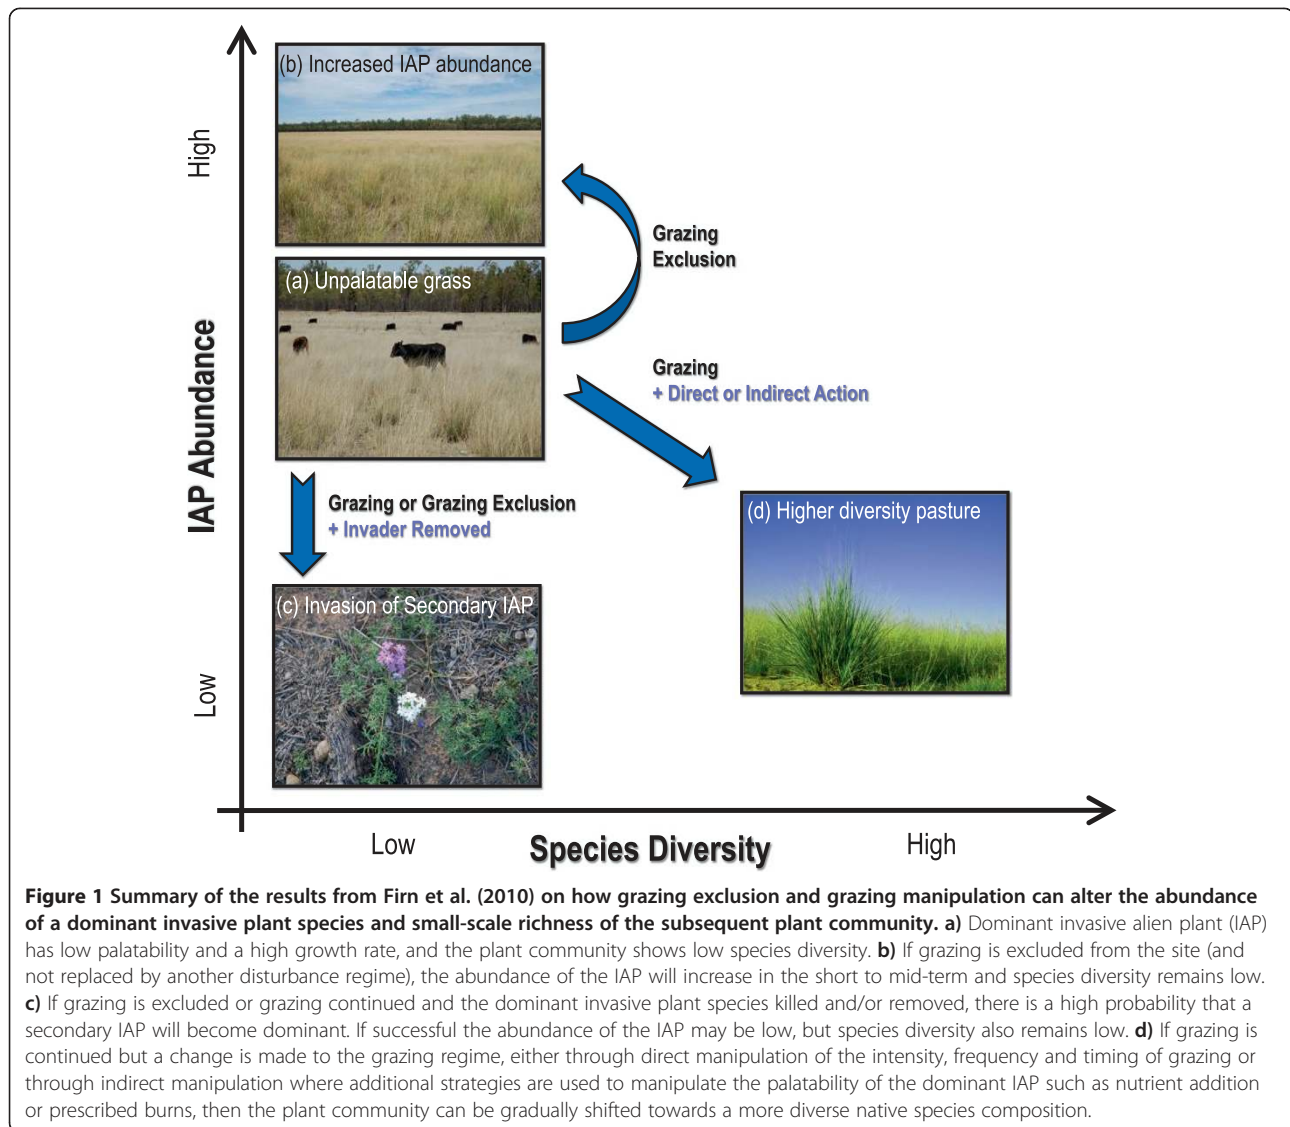 (b) Increased IAP abundance
High
Grazing
Exclusion
(a) Unpalatable grass
IAP Abundance
Grazing
+ Direct or Indirect Action
Grazing or Grazing Exclusion
+ Invader Removed
(d) Higher diversity pasture
(c) Invasion of Secondary IAP
Low
Low
Species Diversity
High
Figure 1 Summary of the results from Firn et al. (2010) on how grazing exclusion and grazing manipulation can alter the abundance
of a dominant invasive plant species and small-scale richness of the subsequent plant community. a) Dominant invasive alien plant (IAP)
has low palatability and a high growth rate, and the plant community shows low species diversity. b) If grazing is excluded from the site (and
not replaced by another disturbance regime), the abundance of the IAP will increase in the short to mid-term and species diversity remains low.
c) If grazing is excluded or grazing continued and the dominant invasive plant species killed and/or removed, there is a high probability that a
secondary IAP will become dominant. If successful the abundance of the IAP may be low, but species diversity also remains low. d) If grazing is
continued but a change is made to the grazing regime, either through direct manipulation of the intensity, frequency and timing of grazing or
through indirect manipulation where additional strategies are used to manipulate the palatability of the dominant IAP such as nutrient addition
or prescribed burns, then the plant community can be gradually shifted towards a more diverse native species composition.